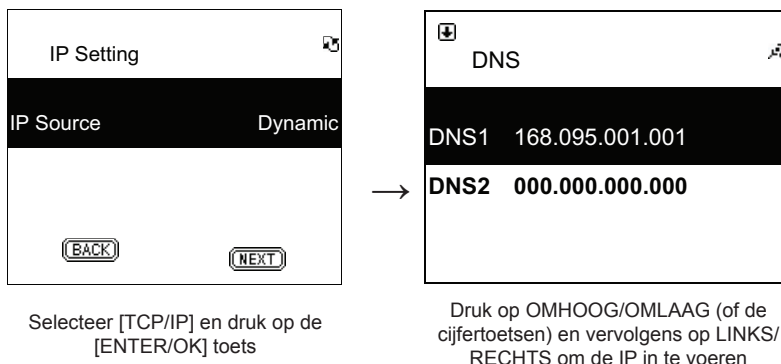 IP Setting
IP Source Dynamic
BACK NEXT
Selecteer [TCP/IP] en druk op de
[ENTER/OK] toets
→
DNS
DNS1 168.095.001.001
DNS2 000.000.000.000
Druk op OMHOOG/OMLAAG (of de
cijfertoetsen) en vervolgens op LINKS/
RECHTS om de IP in te voeren